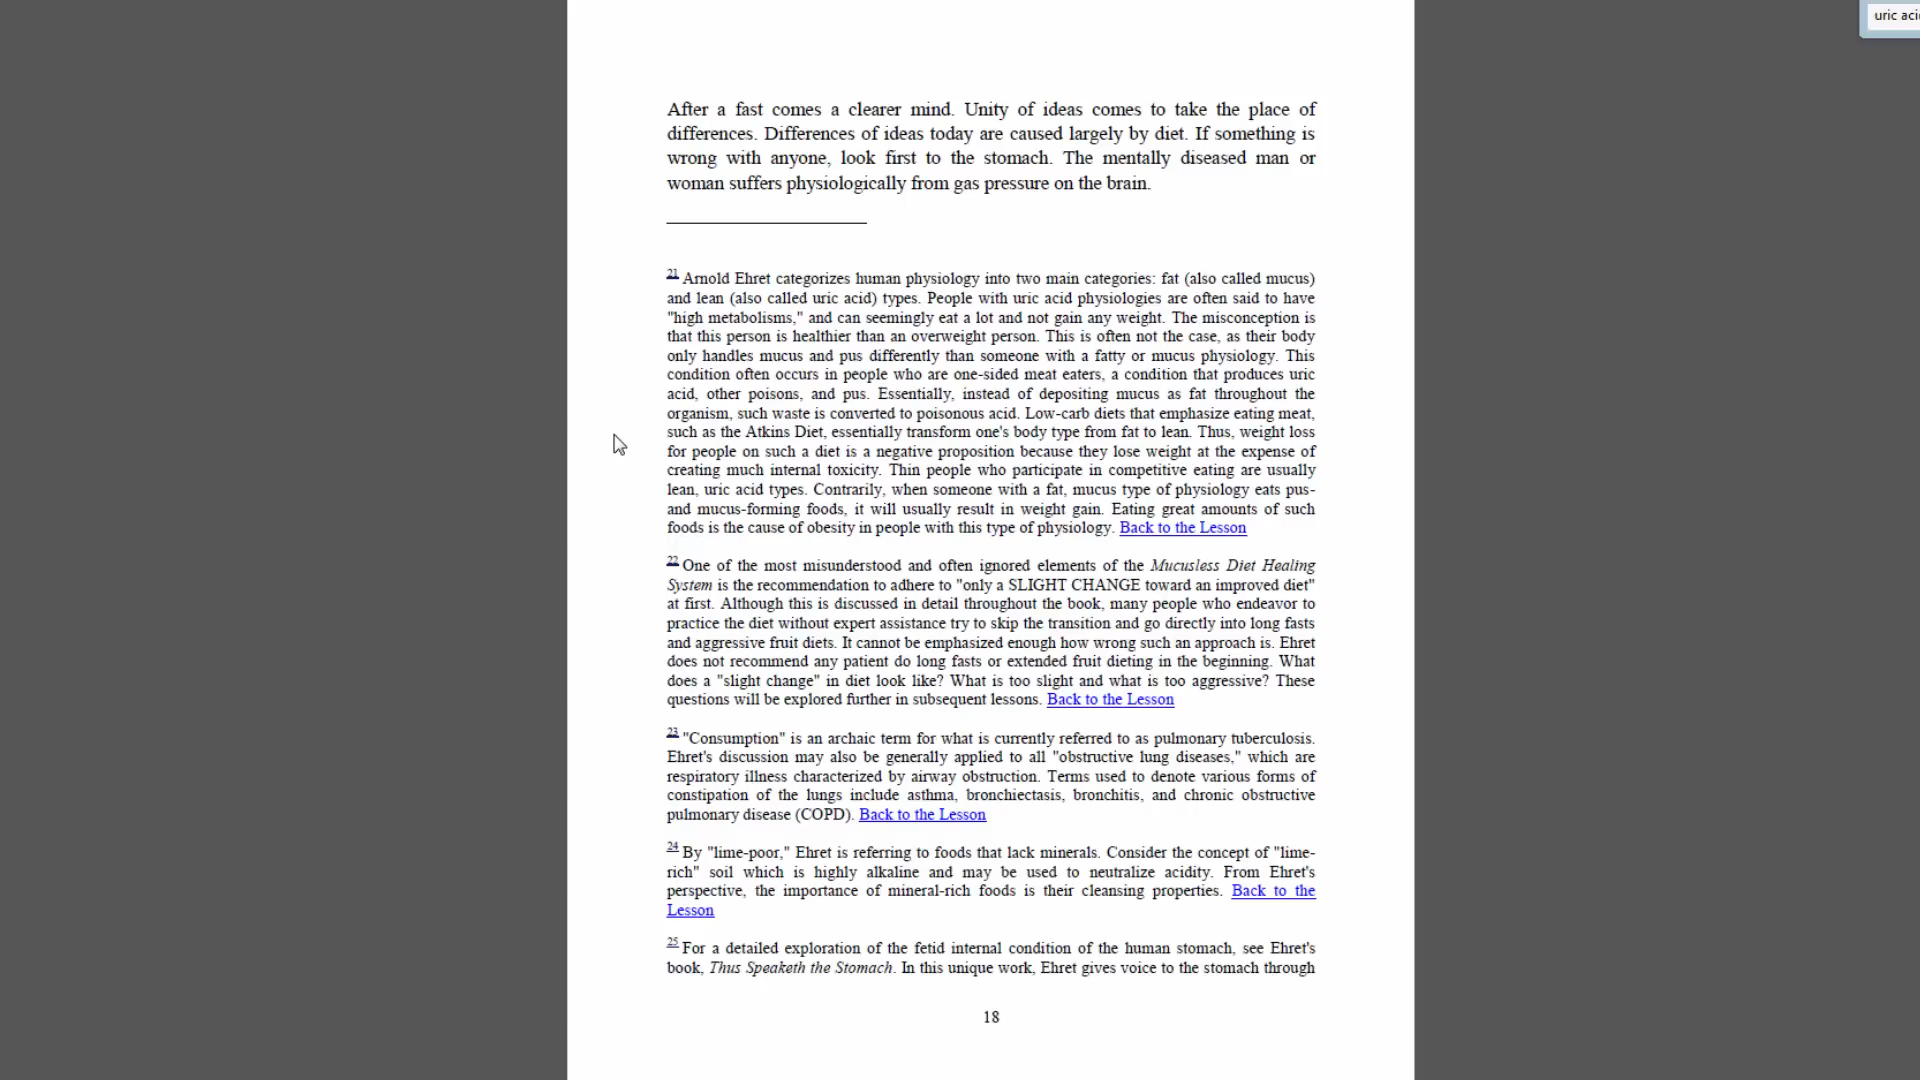 uric aci
After a fast comes a clearer mind. Unity of ideas comes to take the place of
differences. Differences of ideas today are caused largely by diet. If something is
wrong with anyone, look first to the stomach. The mentally diseased man or
woman suffers physiologically from gas pressure on the brain.
21 Arnold Ehret categorizes human physiology into two main categories: fat (also called mucus)
and lean (also called uric acid) types. People with uric acid physiologies are often said to have
"high metabolisms," and can seemingly eat a lot and not gain any weight. The misconception is
that this person is healthier than an overweight person. This is often not the case, as their body
only handles mucus and pus differently than someone with a fatty or mucus physiology. This
condition often occurs in people who are one-sided meat eaters, a condition that produces uric
acid, other poisons, and pus. Essentially, instead of depositing mucus as fat throughout the
organism, such waste is converted to poisonous acid. Low-carb diets that emphasize eating meat,
such as the Atkins Diet, essentially transform one's body type from fat to lean. Thus, weight loss
for people on such a diet is a negative proposition because they lose weight at the expense of
creating much internal toxicity. Thin people who participate in competitive eating are usually
lean, uric acid types. Contrarily, when someone with a fat, mucus type of physiology eats pus-
and mucus-forming foods, it will usually result in weight gain. Eating great amounts of such
foods is the cause of obesity in people with this type of physiology. Back to the Lesson
22 One of the most misunderstood and often ignored elements of the Mucusless Diet Healing
System is the recommendation to adhere to "only a SLIGHT CHANGE toward an improved diet"
at first. Although this is discussed in detail throughout the book, many people who endeavor to
practice the diet without expert assistance try to skip the transition and go directly into long fasts
and aggressive fruit diets. It cannot be emphasized enough how wrong such an approach is. Ehret
does not recommend any patient do long fasts or extended fruit dieting in the beginning. What
does a "slight change" in diet look like? What is too slight and what is too aggressive? These
questions will be explored further in subsequent lessons. Back to the Lesson
23 "Consumption" is an archaic term for what is currently referred to as pulmonary tuberculosis.
Ehret's discussion may also be generally applied to all "obstructive lung diseases," which are
respiratory illness characterized by airway obstruction. Terms used to denote various forms of
constipation of the lungs include asthma, bronchiectasis, bronchitis, and chronic obstructive
pulmonary disease (COPD). Back to the Lesson
24 By "lime-poor," Ehret is referring to foods that lack minerals. Consider the concept of "lime-
rich" soil which is highly alkaline and may be used to neutralize acidity. From Ehret's
perspective, the importance of mineral-rich foods is their cleansing properties. Back to the
Lesson
25 For a detailed exploration of the fetid internal condition of the human stomach, see Ehret's
book, Thus Speaketh the Stomach. In this unique work, Ehret gives voice to the stomach through
18